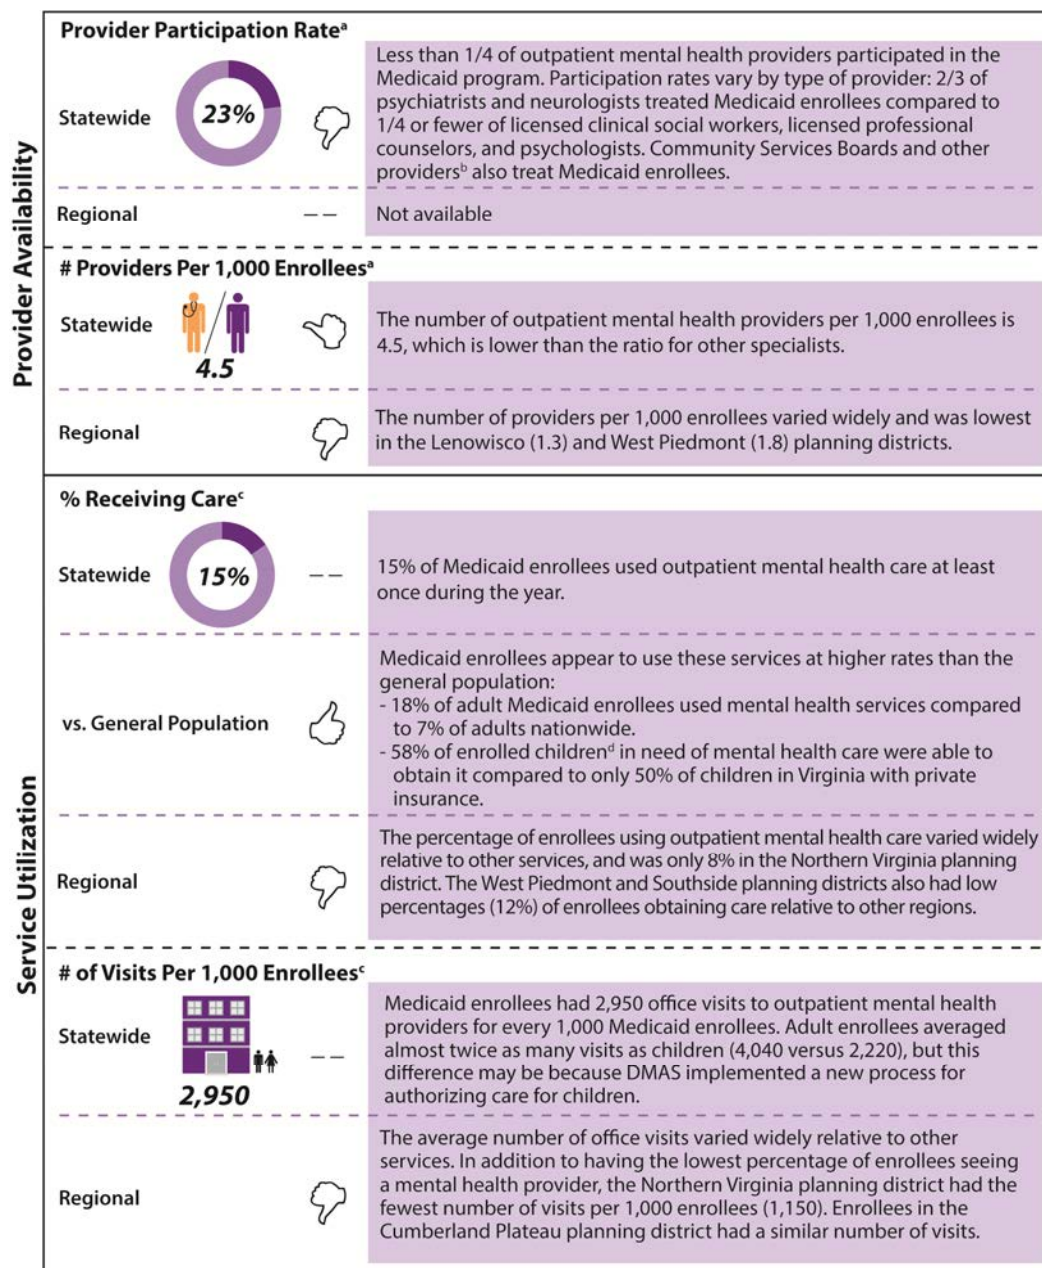 Provider Availability
Provider Participation Rateᵃ
Statewide
23%
Less than 1/4 of outpatient mental health providers participated in the
Medicaid program. Participation rates vary by type of provider: 2/3 of
psychiatrists and neurologists treated Medicaid enrollees compared to
1/4 or fewer of licensed clinical social workers, licensed professional
counselors, and psychologists. Community Services Boards and other
providersᵇ also treat Medicaid enrollees.
Regional
— —
Not available
# Providers Per 1,000 Enrolleesᵃ
Statewide
4.5
The number of outpatient mental health providers per 1,000 enrollees is
4.5, which is lower than the ratio for other specialists.
Regional
The number of providers per 1,000 enrollees varied widely and was lowest
in the Lenowisco (1.3) and West Piedmont (1.8) planning districts.
Service Utilization
% Receiving Careᶜ
Statewide
15%
— —
15% of Medicaid enrollees used outpatient mental health care at least
once during the year.
vs. General Population
Medicaid enrollees appear to use these services at higher rates than the
general population:
- 18% of adult Medicaid enrollees used mental health services compared
to 7% of adults nationwide.
- 58% of enrolled childrenᵈ in need of mental health care were able to
obtain it compared to only 50% of children in Virginia with private
insurance.
Regional
The percentage of enrollees using outpatient mental health care varied widely
relative to other services, and was only 8% in the Northern Virginia planning
district. The West Piedmont and Southside planning districts also had low
percentages (12%) of enrollees obtaining care relative to other regions.
# of Visits Per 1,000 Enrolleesᶜ
Statewide
2,950
— —
Medicaid enrollees had 2,950 office visits to outpatient mental health
providers for every 1,000 Medicaid enrollees. Adult enrollees averaged
almost twice as many visits as children (4,040 versus 2,220), but this
difference may be because DMAS implemented a new process for
authorizing care for children.
Regional
The average number of office visits varied widely relative to other
services. In addition to having the lowest percentage of enrollees seeing
a mental health provider, the Northern Virginia planning district had the
fewest number of visits per 1,000 enrollees (1,150). Enrollees in the
Cumberland Plateau planning district had a similar number of visits.